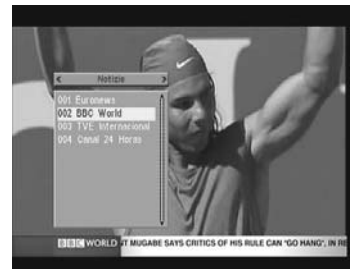 < Notizie >
001 Euronews
002 BBC World
003 TVE Internacional
004 Canal 24 Horas
BBC WORLD T MUGABE SAYS CRITICS OF HIS RULE CAN "GO HANG", IN RE